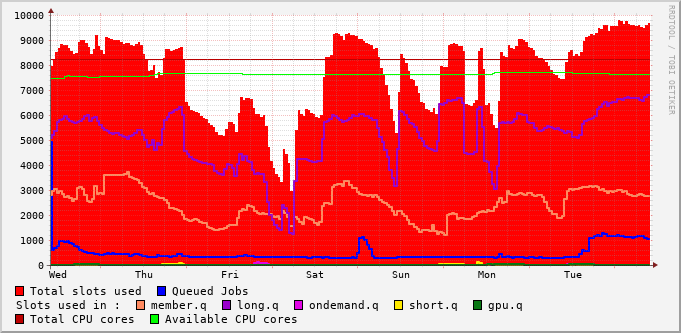 10000
9000
8000
7000
6000
5000
4000
3000
2000
1000
0
Wed Thu Fri Sat Sun Mon Tue
RRDTOOL / TOBI OETIKER
Total slots used Queued Jobs
Slots used in : member.q long.q ondemand.q short.q gpu.q
Total CPU cores Available CPU cores